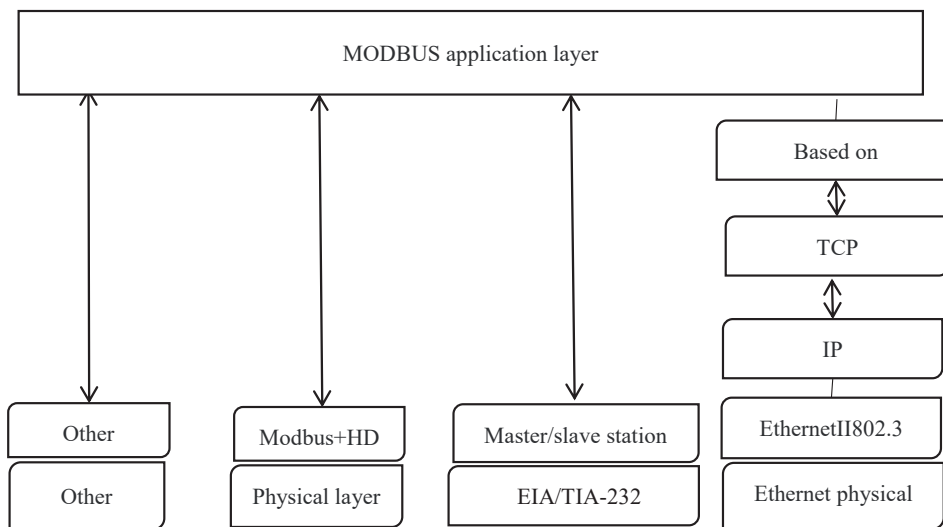 MODBUS application layer
Based on
TCP
IP
Other
Modbus+HD
Master/slave station
EthernetII802.3
Other
Physical layer
EIA/TIA-232
Ethernet physical